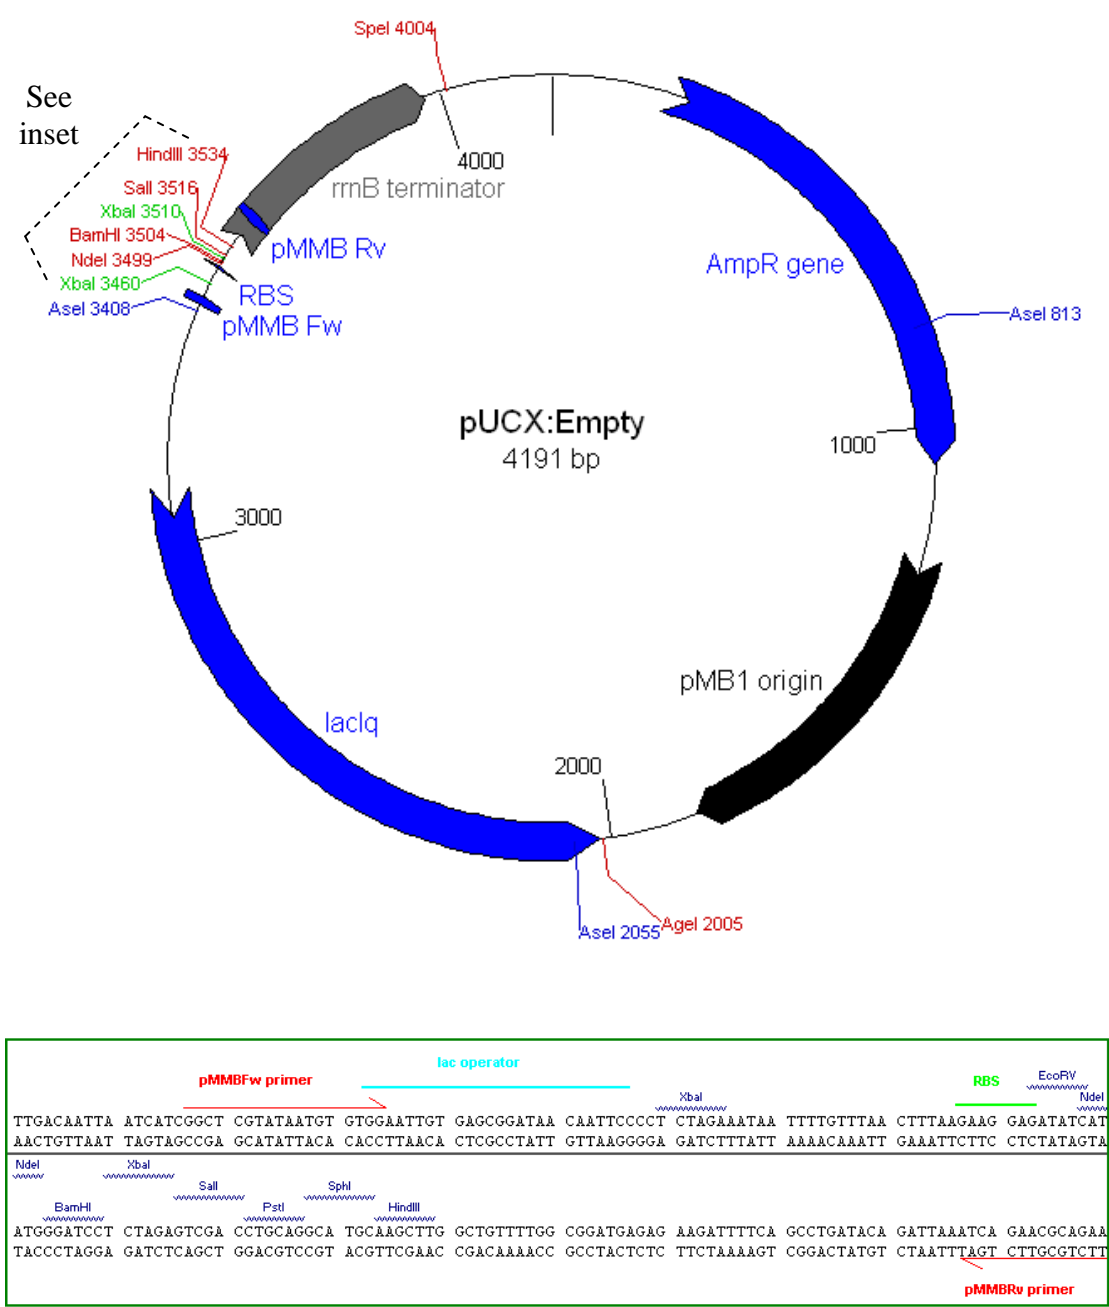 SpeI 4004
See
inset
HindIII 3534
4000
SalI 3516
rrnB terminator
XbaI 3510
BamHI 3504
pMMB Rv
NdeI 3499
AmpR gene
XbaI 3460
RBS
AseI 3408
pMMB Fw
AseI 813
pUCX:Empty
1000
4191 bp
3000
pMB1 origin
lacIq
2000
AseI 2055
AgeI 2005
lac operator
pMMBFw primer
RBS
EcoRV
XbaI
NdeI
TTGACAATTA ATCATCGGCT CGTATAATGT GTGGAATTGT GAGCGGATAA CAATTCCCCT CTAGAAATAA TTTTGTTTAA CTTTAAGAAG GAGATATCAT
AACTGTTAAT TAGTAGCCGA GCATATTACA CACCTTAACA CTCGCCTATT GTTAAGGGGA GATCTTTATT AAAACAAATT GAAATTCTTC CTCTATAGTA
NdeI
XbaI
SalI
SphI
BamHI
PstI
HindIII
ATGGGATCCT CTAGAGTCGA CCTGCAGGCA TGCAAGCTTG GCTGTTTTGG CGGATGAGAG AAGATTTTCA GCCTGATACA GATTAAATCA GAACGCAGAA
TACCCTAGGA GATCTCAGCT GGACGTCCGT ACGTTCGAAC CGACAAAACC GCCTACTCTC TTCTAAAAGT CGGACTATGT CTAATTTAGT CTTGCGTCTT
pMMBRv primer